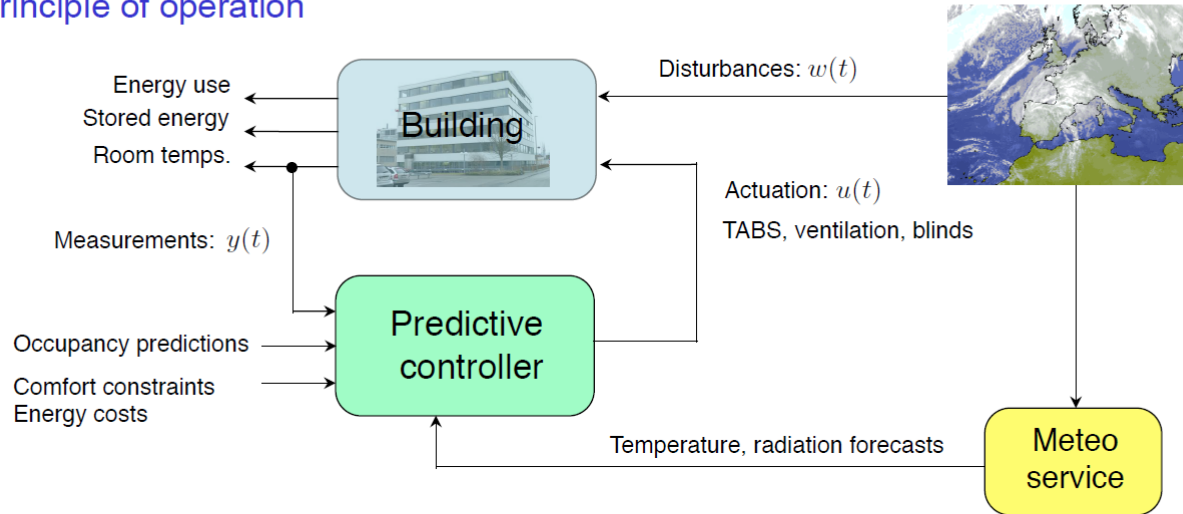 rinciple of operation
Energy use
Stored energy
Room temps.
Building
Disturbances: w(t)
Actuation: u(t)
TABS, ventilation, blinds
Measurements: y(t)
Predictive
controller
Occupancy predictions
Comfort constraints
Energy costs
Temperature, radiation forecasts
Meteo
service